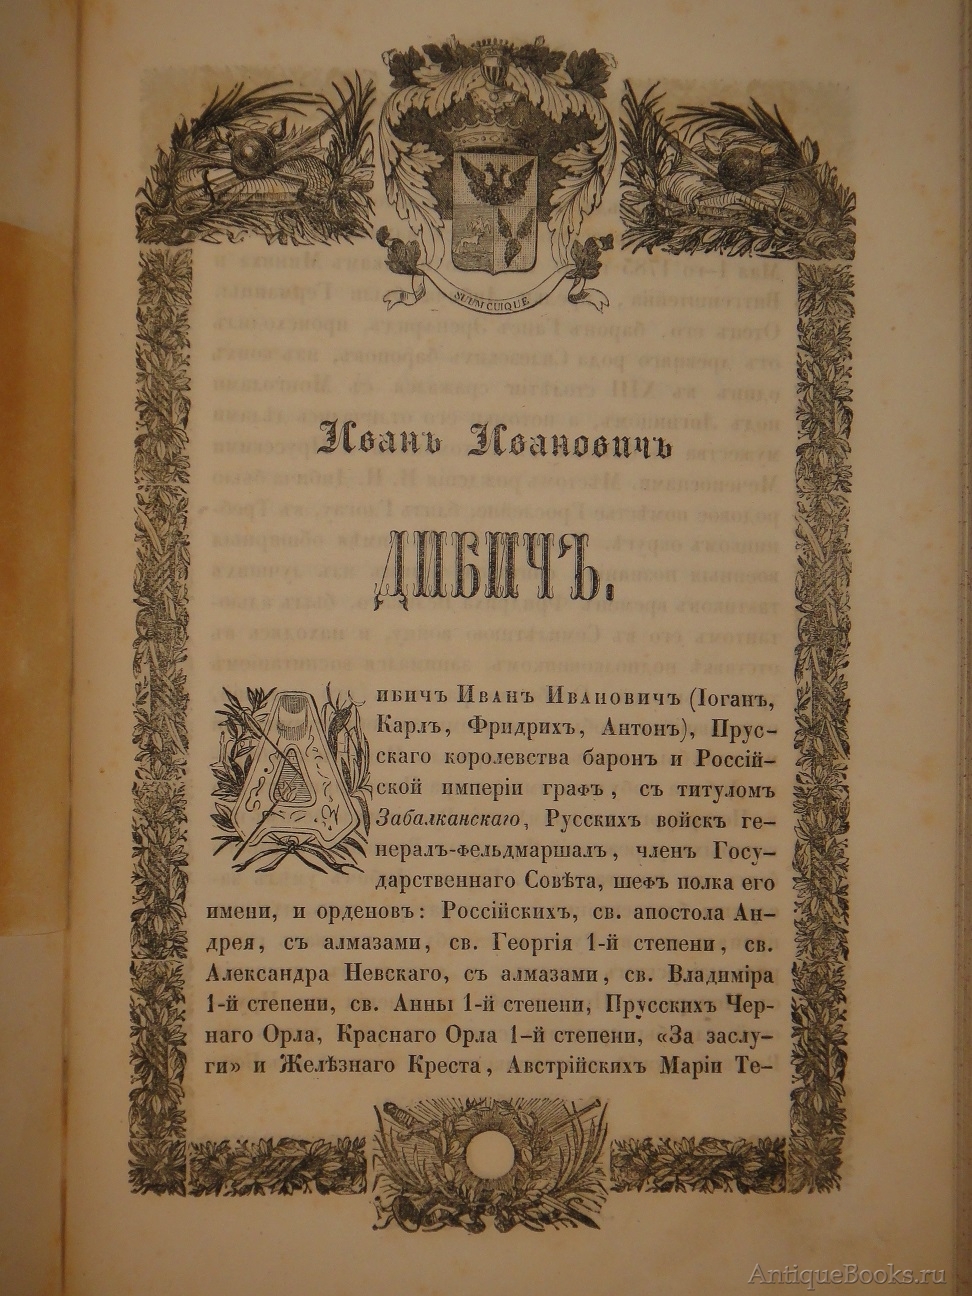 SUUM CUIQUE
Иванъ Ивановичъ
ДИБИЧЪ.
Дибичъ Иванъ Ивановичъ (Іоганъ,
Карлъ, Фридрихъ, Антонъ), Прус-
скаго королевства баронъ и Россій-
ской имперіи графъ, съ титуломъ
Забалканскаго, Русскихъ войскъ ге-
нералъ-фельдмаршалъ, членъ Госу-
дарственнаго Совѣта, шефъ полка его
имени, и орденовъ: Россійскихъ, св. апостола Ан-
дрея, съ алмазами, св. Георгія 1-й степени, св.
Александра Невскаго, съ алмазами, св. Владиміра
1-й степени, св. Анны 1-й степени, Прусскихъ Чер-
наго Орла, Краснаго Орла 1-й степени, «За заслу-
ги» и Желѣзнаго Креста, Австрійскихъ Маріи Те-
AntiqueBooks.ru